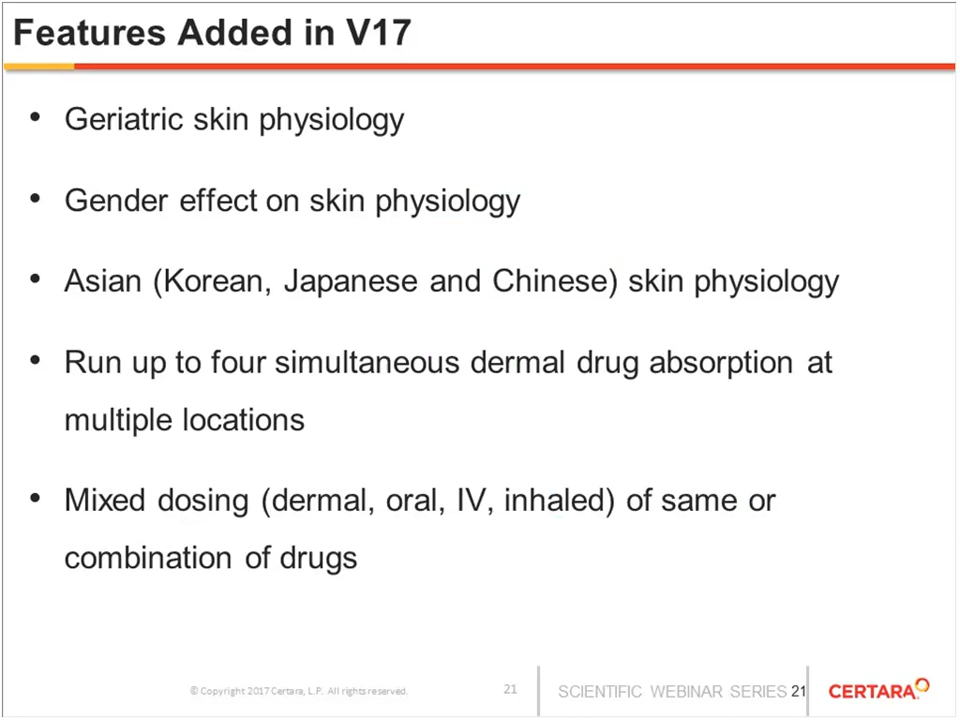 Features Added in V17
• Geriatric skin physiology
• Gender effect on skin physiology
• Asian (Korean, Japanese and Chinese) skin physiology
• Run up to four simultaneous dermal drug absorption at
multiple locations
• Mixed dosing (dermal, oral, IV, inhaled) of same or
combination of drugs
© Copyright 2017 Certara, L.P. All rights reserved. 21 SCIENTIFIC WEBINAR SERIES 21 CERTARA